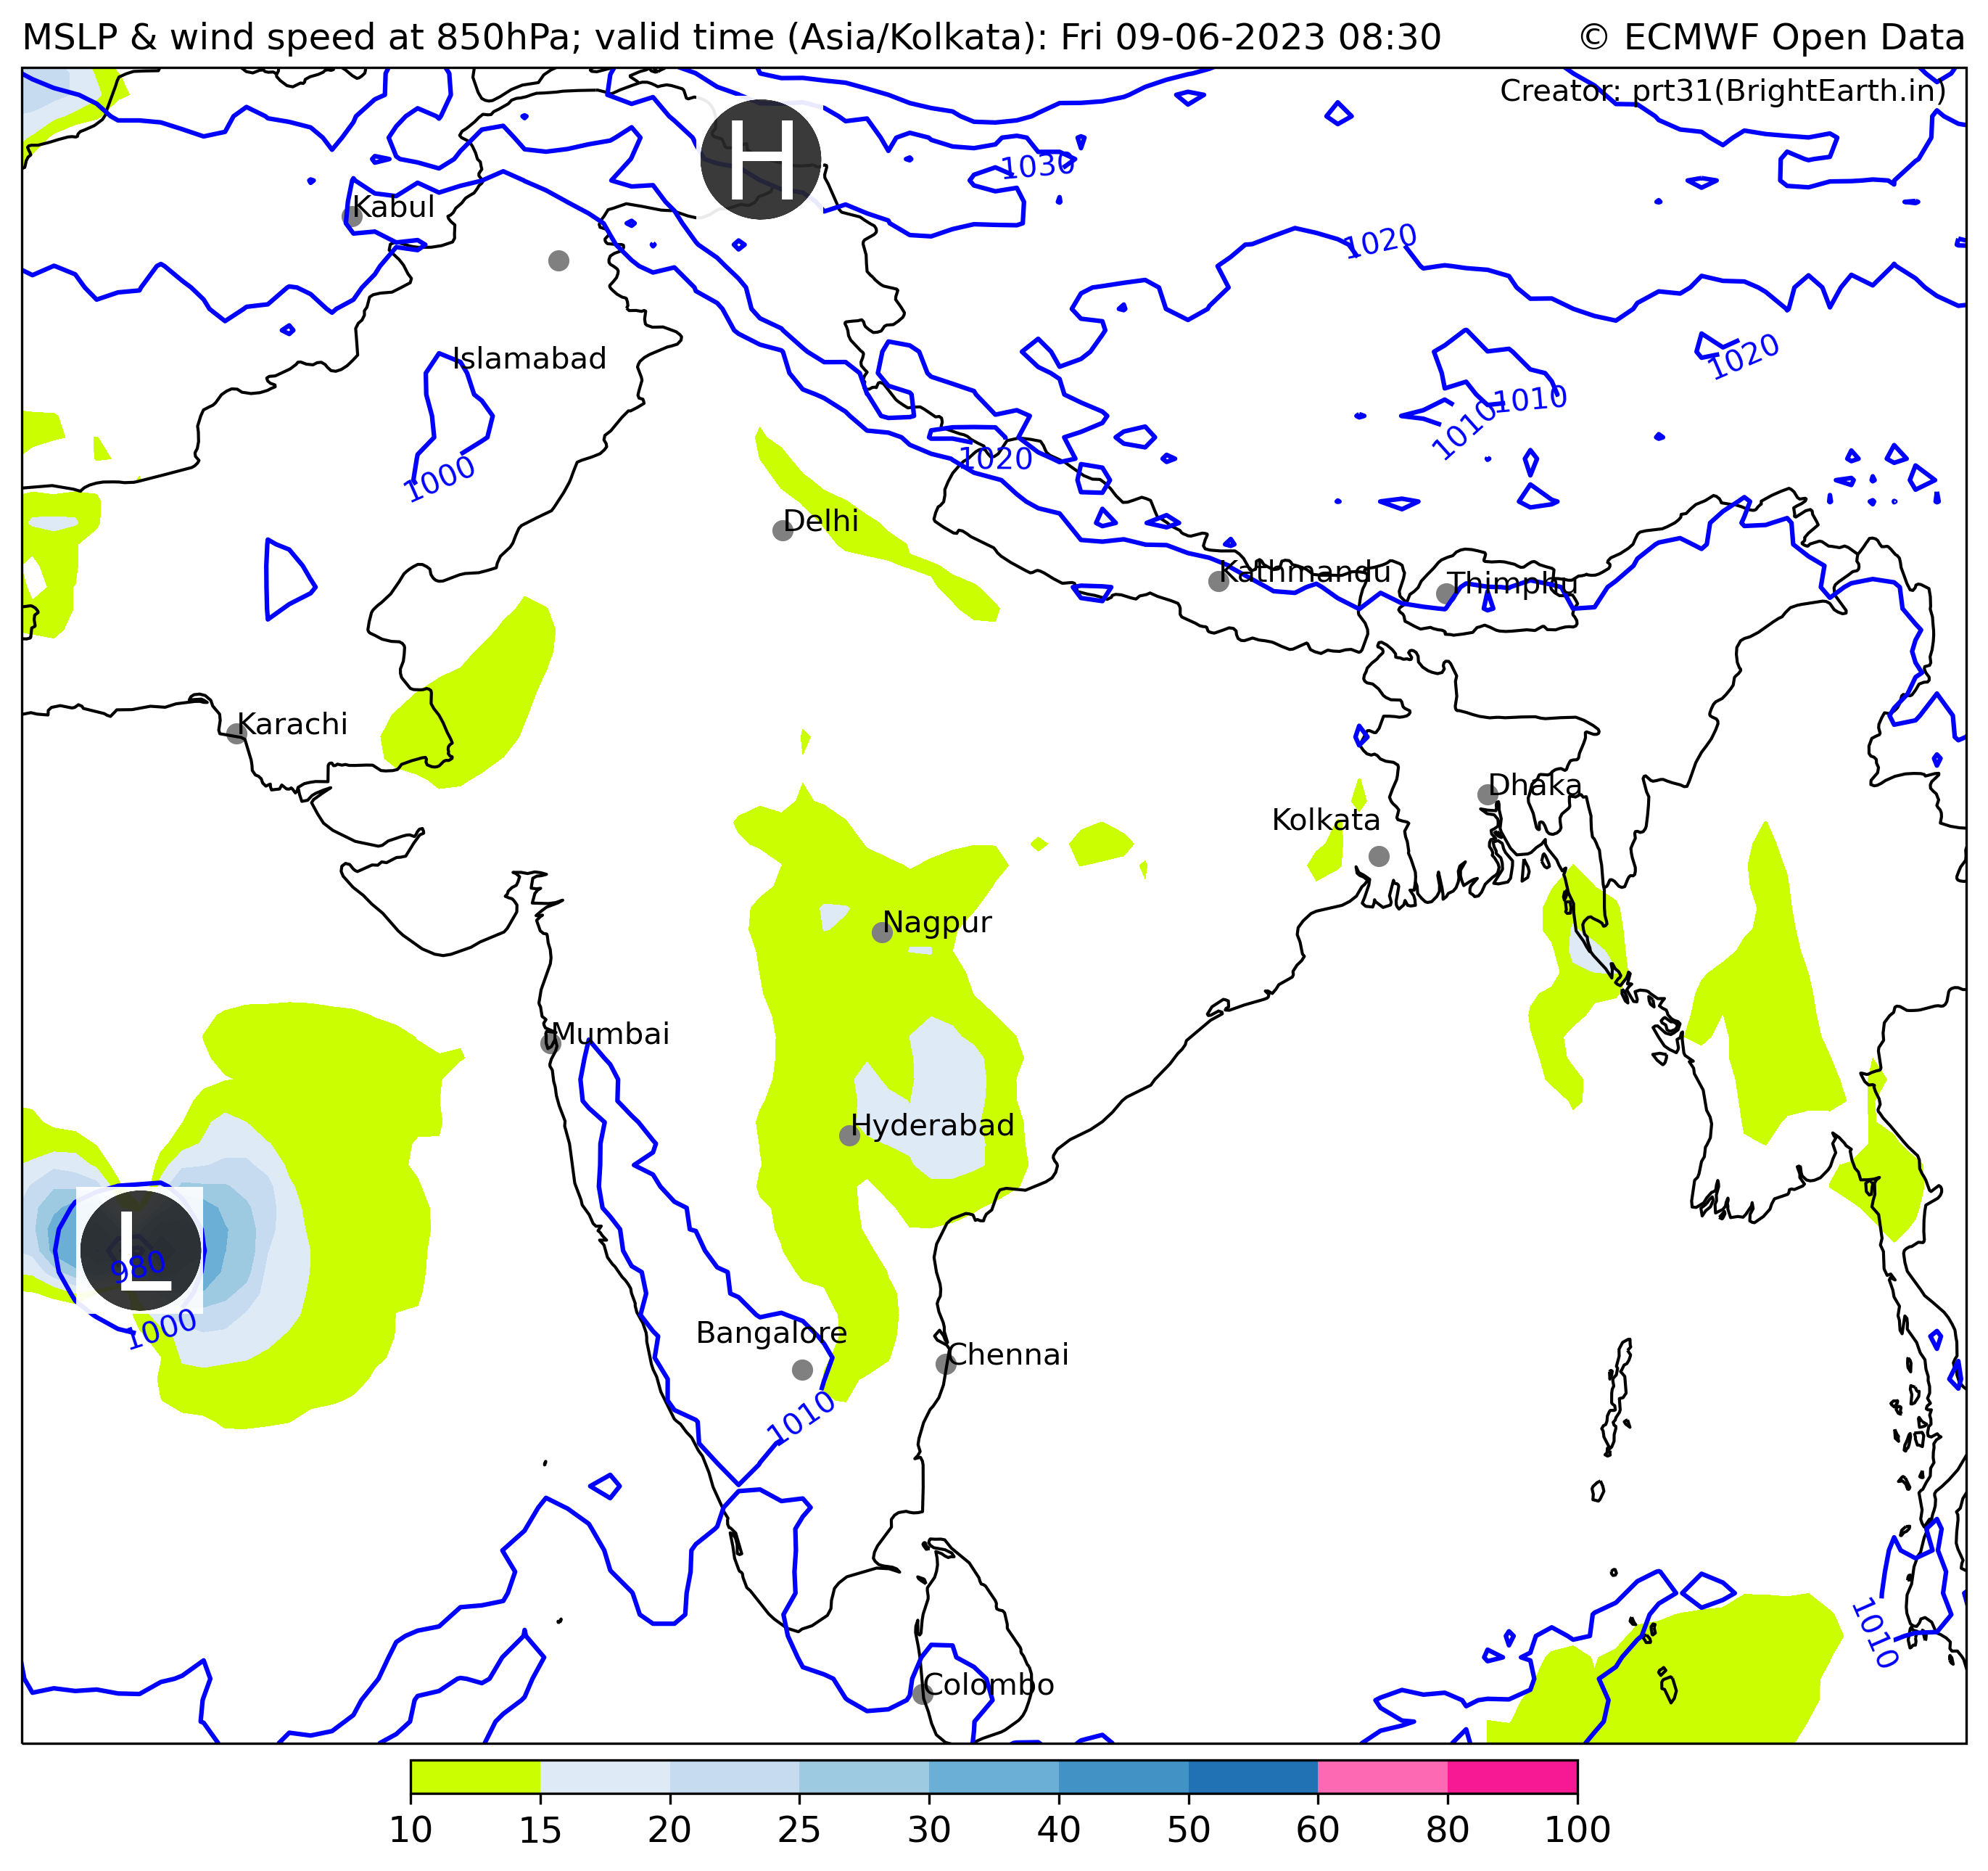 MSLP & wind speed at 850hPa; valid time (Asia/Kolkata): Fri 09-06-2023 08:30 © ECMWF Open Data
Creator: prt31(BrightEarth.in)
H
1030
Kabul
1020
Islamabad
1020
1010
1010
1020
1000
Delhi
Kathmandu
Thimphu
Karachi
Dhaka
Kolkata
Nagpur
Mumbai
Hyderabad
L
980
1000
Bangalore
Chennai
1010
1010
Colombo
10 15 20 25 30 40 50 60 80 100